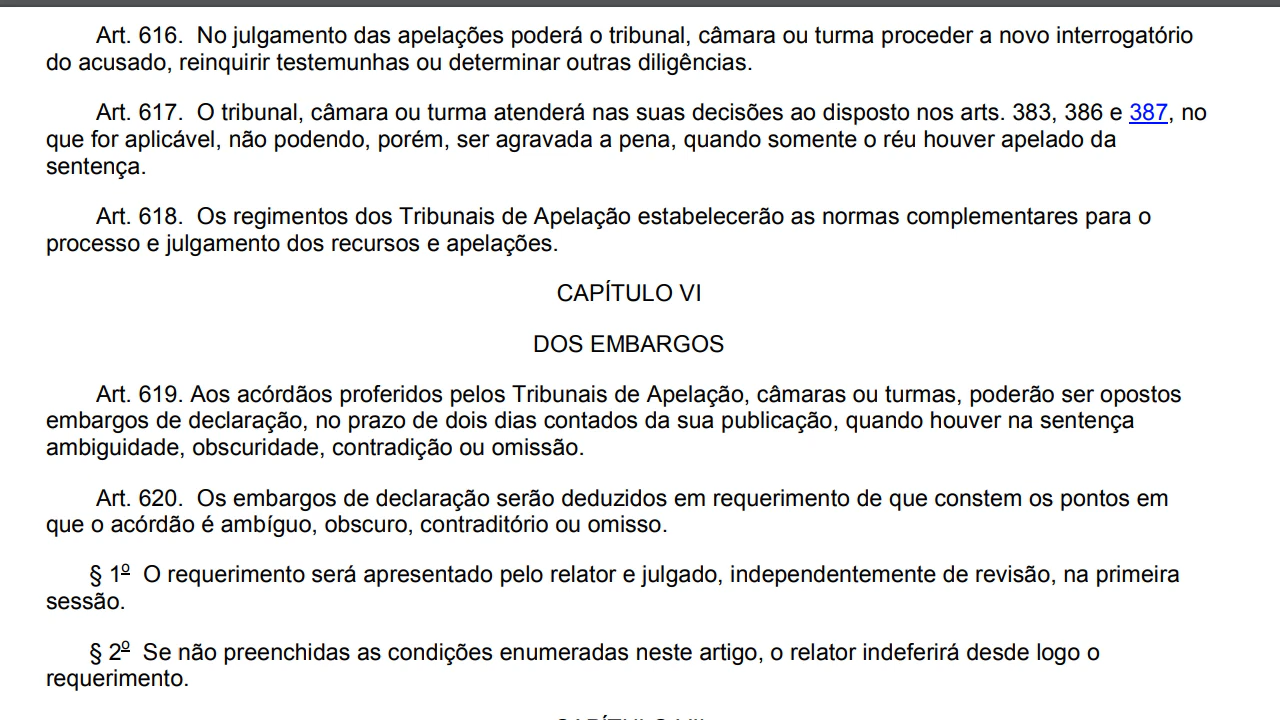 Art. 616. No julgamento das apelações poderá o tribunal, câmara ou turma proceder a novo interrogatório
do acusado, reinquirir testemunhas ou determinar outras diligências.
Art. 617. O tribunal, câmara ou turma atenderá nas suas decisões ao disposto nos arts. 383, 386 e 387, no
que for aplicável, não podendo, porém, ser agravada a pena, quando somente o réu houver apelado da
sentença.
Art. 618. Os regimentos dos Tribunais de Apelação estabelecerão as normas complementares para o
processo e julgamento dos recursos e apelações.
CAPÍTULO VI
DOS EMBARGOS
Art. 619. Aos acórdãos proferidos pelos Tribunais de Apelação, câmaras ou turmas, poderão ser opostos
embargos de declaração, no prazo de dois dias contados da sua publicação, quando houver na sentença
ambiguidade, obscuridade, contradição ou omissão.
Art. 620. Os embargos de declaração serão deduzidos em requerimento de que constem os pontos em
que o acórdão é ambíguo, obscuro, contraditório ou omisso.
§ 1º O requerimento será apresentado pelo relator e julgado, independentemente de revisão, na primeira
sessão.
§ 2º Se não preenchidas as condições enumeradas neste artigo, o relator indeferirá desde logo o
requerimento.